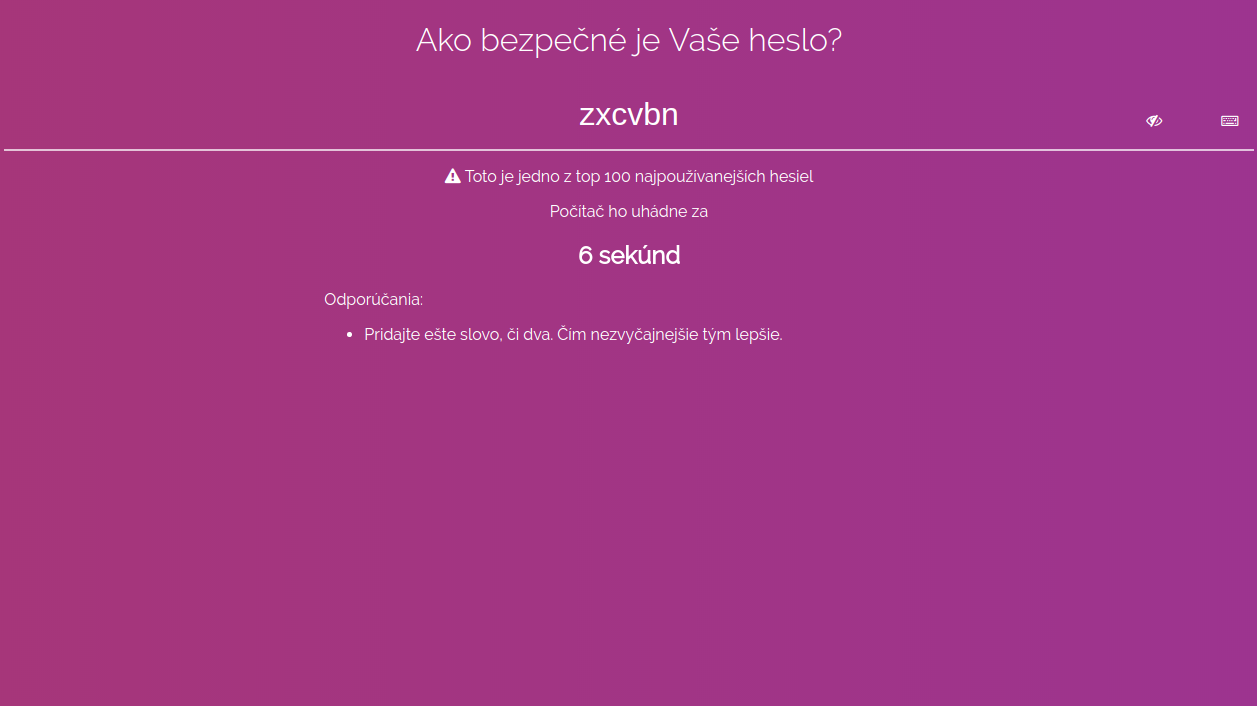 Ako bezpečné je Vaše heslo?
zxcvbn
Toto je jedno z top 100 najpoužívanejších hesiel
Počítač ho uhádne za
6 sekúnd
Odporúčania:
• Pridajte ešte slovo, či dva. Čím nezvyčajnejšie tým lepšie.